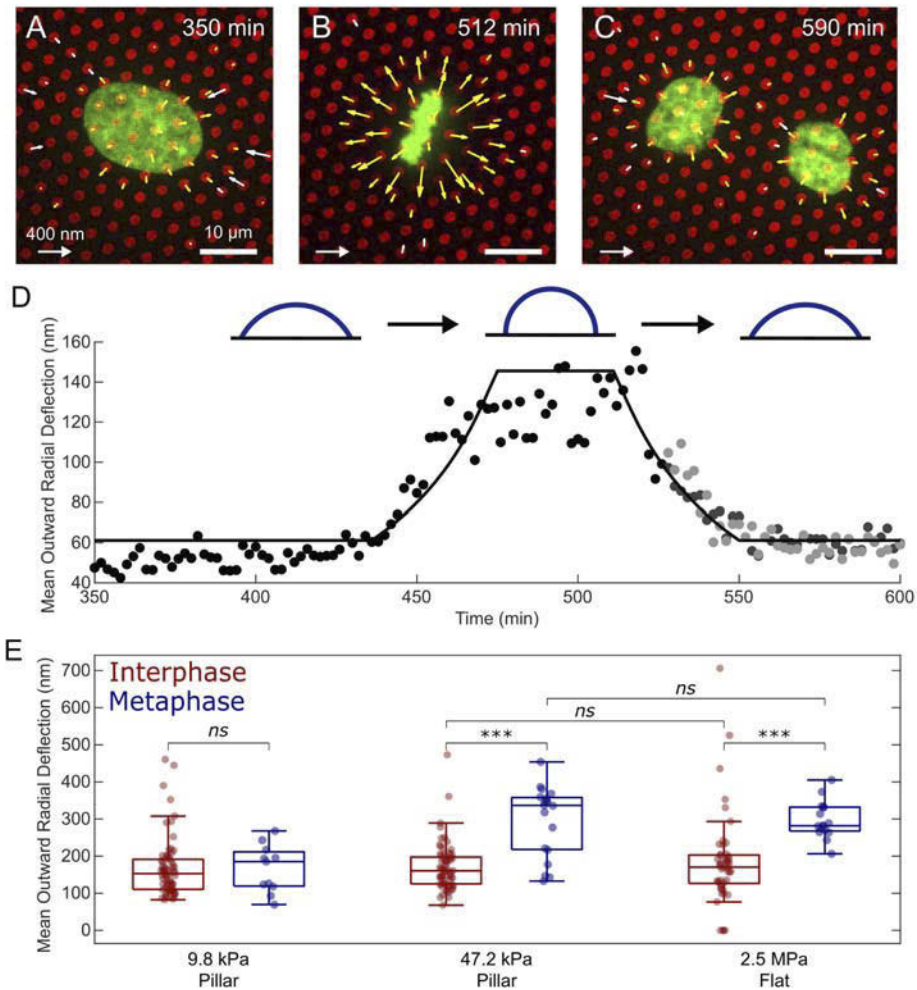 A 350 min
B 512 min
C 590 min
400 nm
10 μm
D
Mean Outward Radial Deflection (nm)
160
140
120
100
80
60
40
350 400 450 500 550 600
Time (min)
E
Mean Outward Radial Deflection (nm)
700
600
500
400
300
200
100
0
Interphase
Metaphase
ns
ns
ns
***
***
9.8 kPa
Pillar
47.2 kPa
Pillar
2.5 MPa
Flat